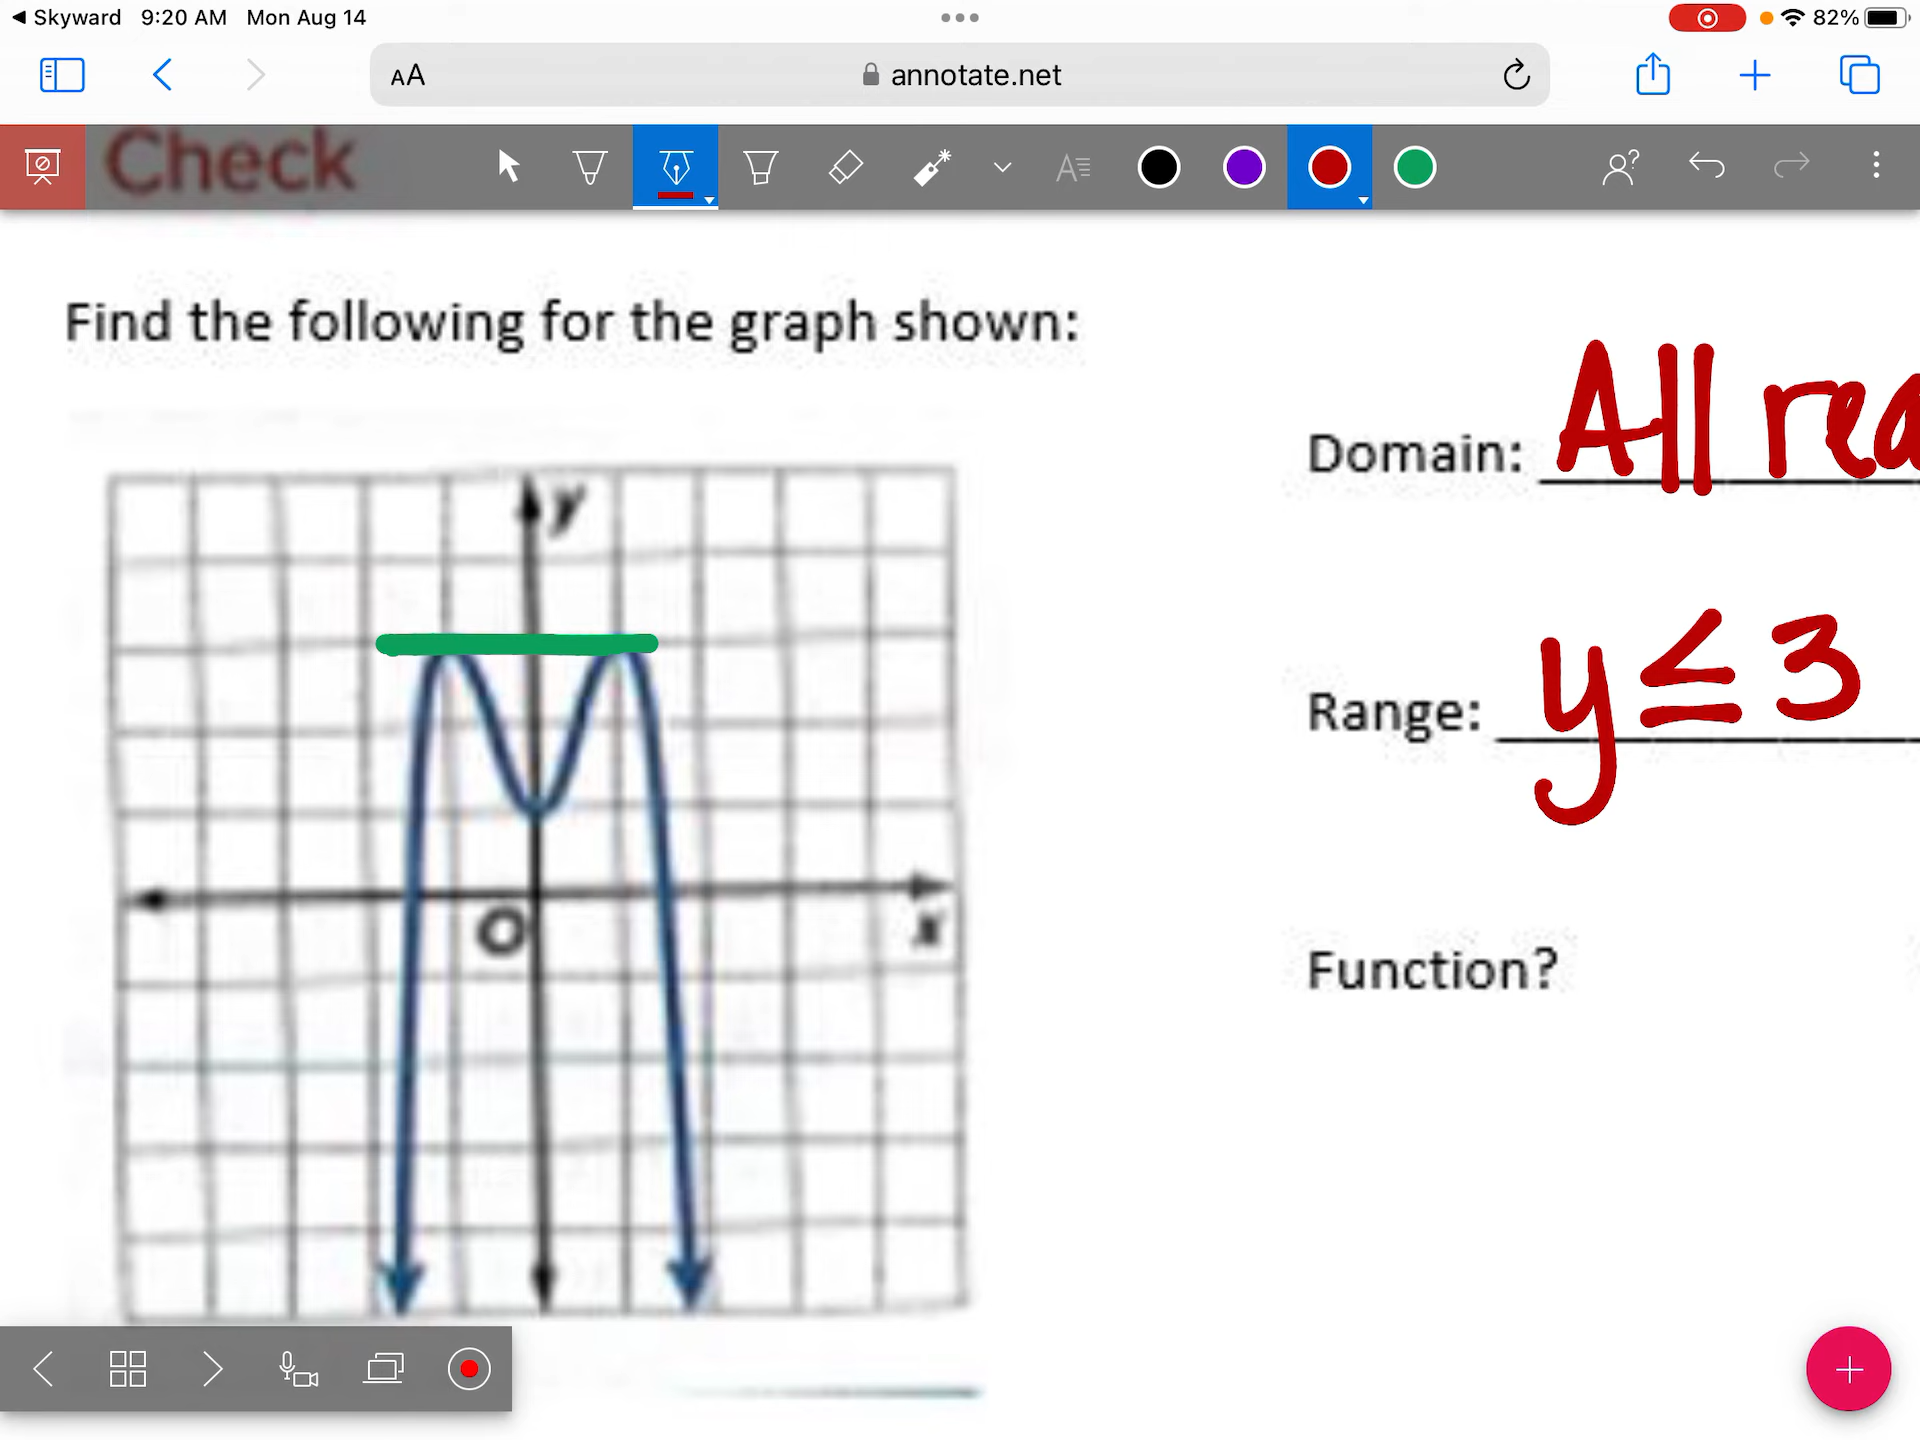 Skyward 9:20 AM Mon Aug 14 82%
AA annotate.net
Check
Find the following for the graph shown:
Domain: All rea
y
Range: y ≤ 3
O
x
Function?